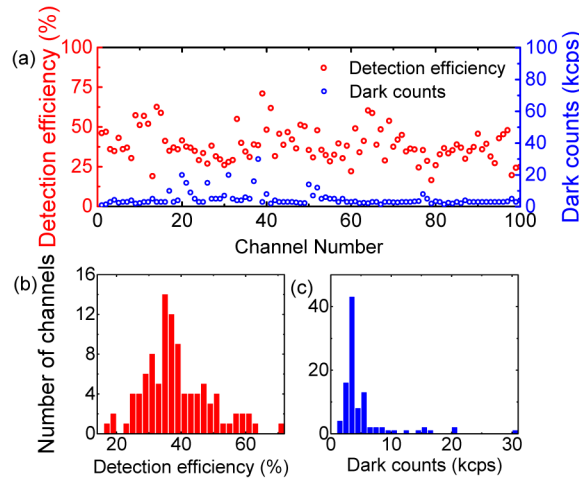 (a)
Detection efficiency (%)
100
75
50
25
0
Detection efficiency
Dark counts
100
80
60
40
20
0
Dark counts (kcps)
0 20 40 60 80 100
Channel Number
(b)
Number of channels
16
12
8
4
0
20 40 60
Detection efficiency (%)
(c)
40
20
0
0 10 20 30
Dark counts (kcps)